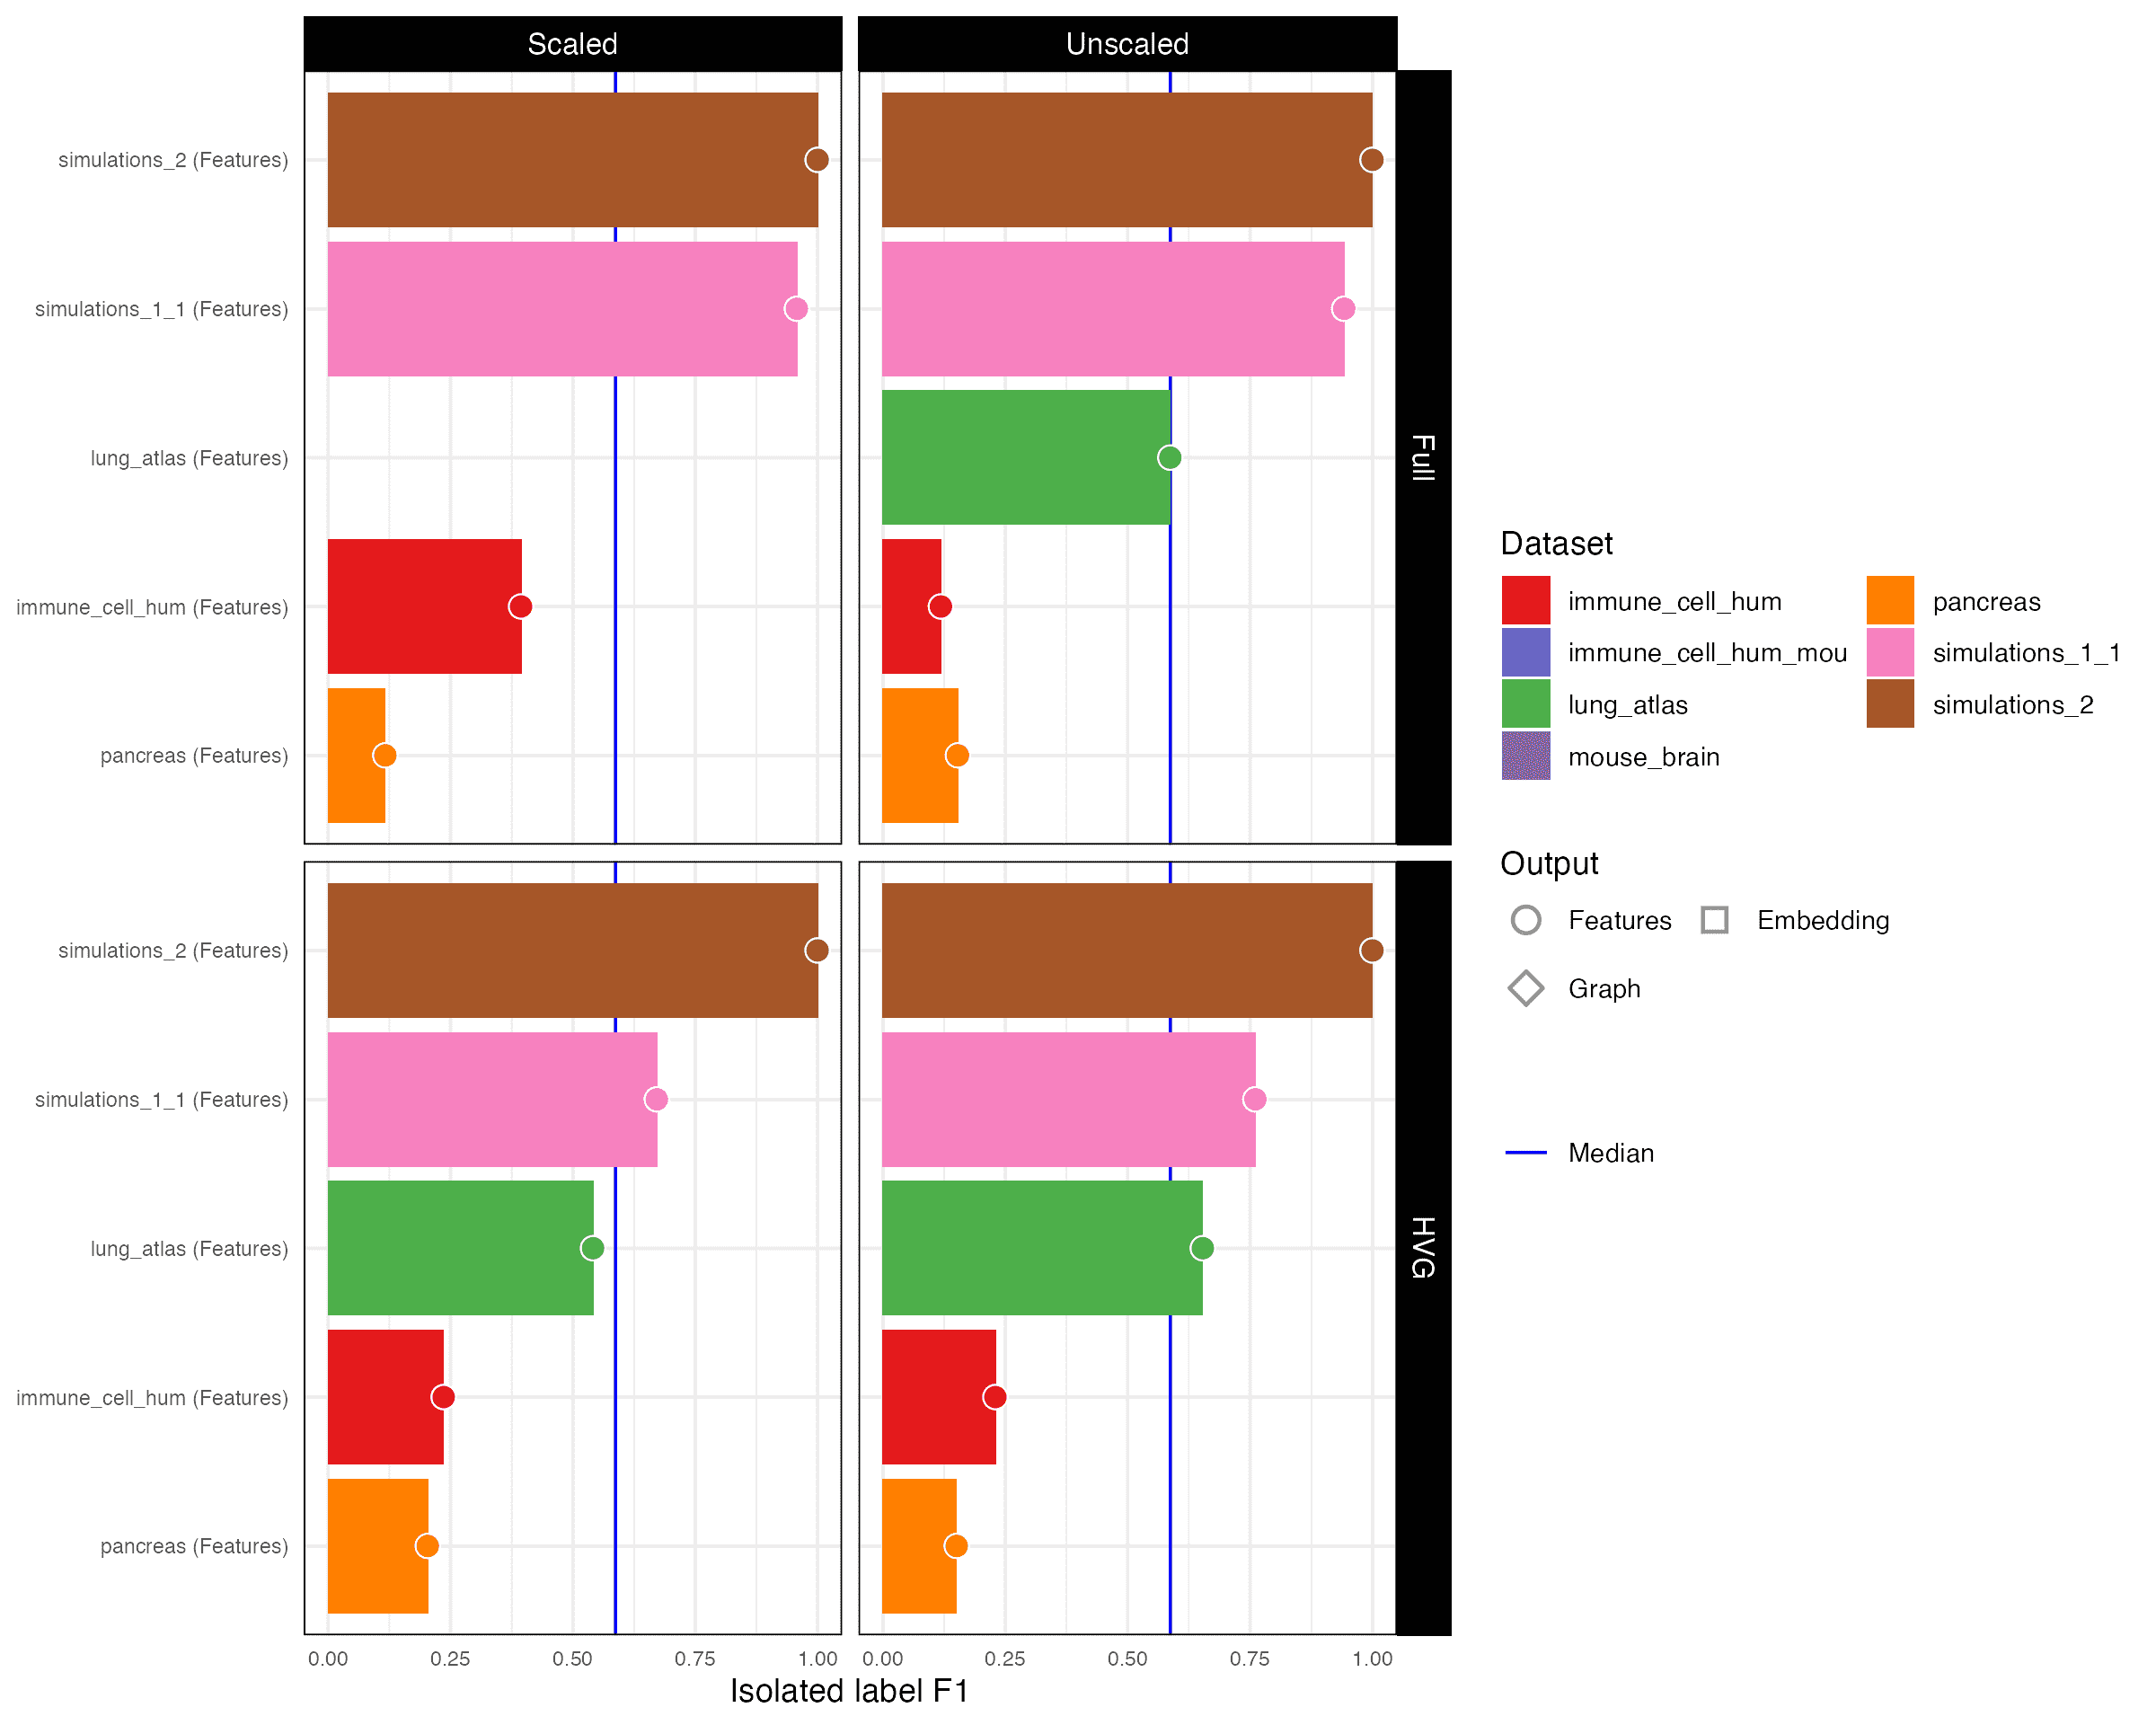 Scaled
Unscaled
simulations_2 (Features)
simulations_1_1 (Features)
lung_atlas (Features)
immune_cell_hum (Features)
pancreas (Features)
Full
simulations_2 (Features)
simulations_1_1 (Features)
lung_atlas (Features)
immune_cell_hum (Features)
pancreas (Features)
HVG
0.00 0.25 0.50 0.75 1.00
0.00 0.25 0.50 0.75 1.00
Isolated label F1
Dataset
immune_cell_hum
immune_cell_hum_mou
lung_atlas
mouse_brain
pancreas
simulations_1_1
simulations_2
Output
Features
Embedding
Graph
Median